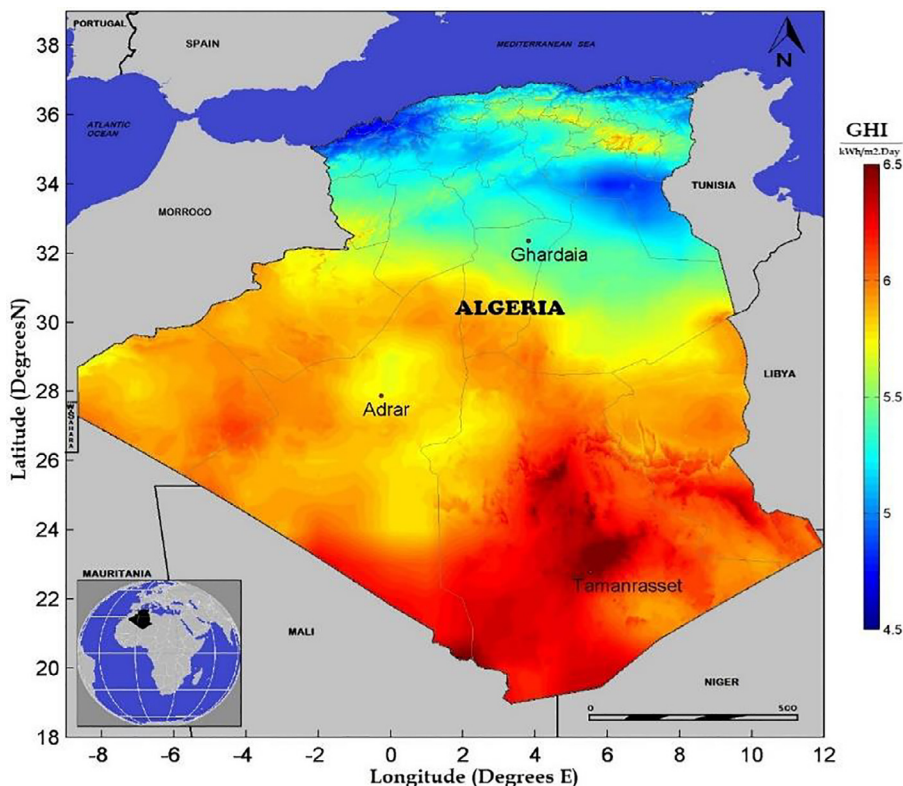 PORTUGAL
SPAIN
MEDITERRANEAN SEA
N
ATLANTIC
OCEAN
MORROCO
TUNISIA
Ghardaia
ALGERIA
LIBYA
Adrar
W
SAHARA
Tamanrasset
MAURITANIA
MALI
NIGER
0 500
GHI
kWh/m2.Day
6.5
6
5.5
5
4.5
38
36
34
32
30
28
26
24
22
20
18
Latitude (DegreesN)
-8 -6 -4 -2 0 2 4 6 8 10 12
Longitude (Degrees E)